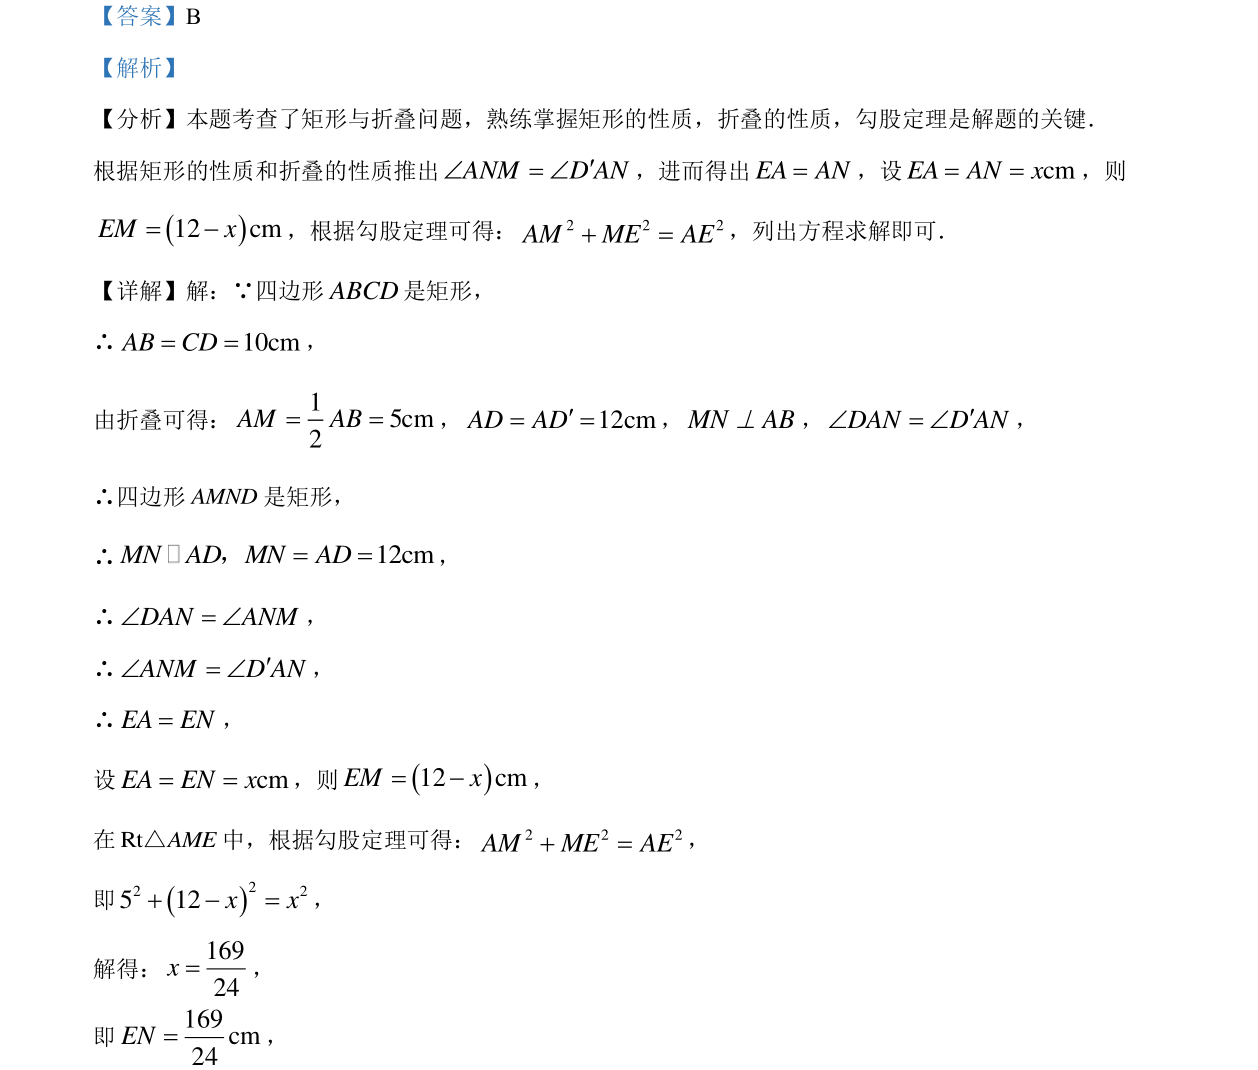 【答案】B
【解析】
【分析】本题考查了矩形与折叠问题，熟练掌握矩形的性质，折叠的性质，勾股定理是解题的关键．
根据矩形的性质和折叠的性质推出∠ANM = ∠D′AN，进而得出EA = AN，设EA = AN = xcm，则
EM = (12 − x)cm，根据勾股定理可得：AM² + ME² = AE²，列出方程求解即可．
【详解】解：∵四边形ABCD是矩形，
∴AB = CD = 10cm，
由折叠可得：AM = 1/2 AB = 5cm，AD = AD′ = 12cm，MN ⊥ AB，∠DAN = ∠D′AN，
∴四边形AMND是矩形，
∴MN□AD，MN = AD = 12cm，
∴∠DAN = ∠ANM，
∴∠ANM = ∠D′AN，
∴EA = EN，
设EA = EN = xcm，则EM = (12 − x)cm，
在Rt△AME中，根据勾股定理可得：AM² + ME² = AE²，
即5² + (12 − x)² = x²，
解得：x = 169/24，
即EN = 169/24 cm，